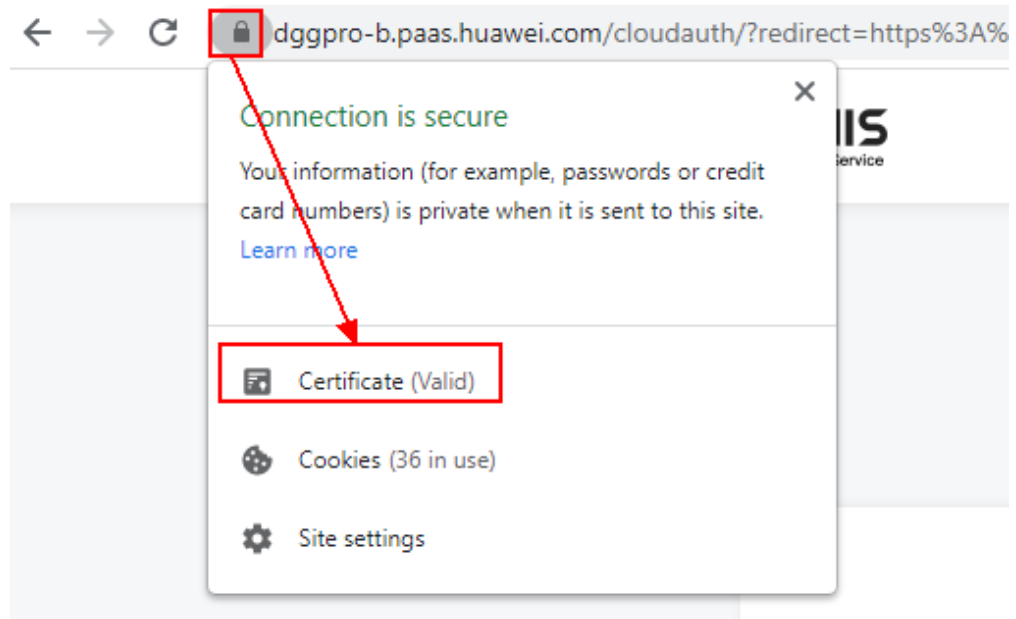 dggpro-b.paas.huawei.com/cloudauth/?redirect=https%3A%
Connection is secure
IIS
Service
Your information (for example, passwords or credit
card numbers) is private when it is sent to this site.
Learn more
Certificate (Valid)
Cookies (36 in use)
Site settings